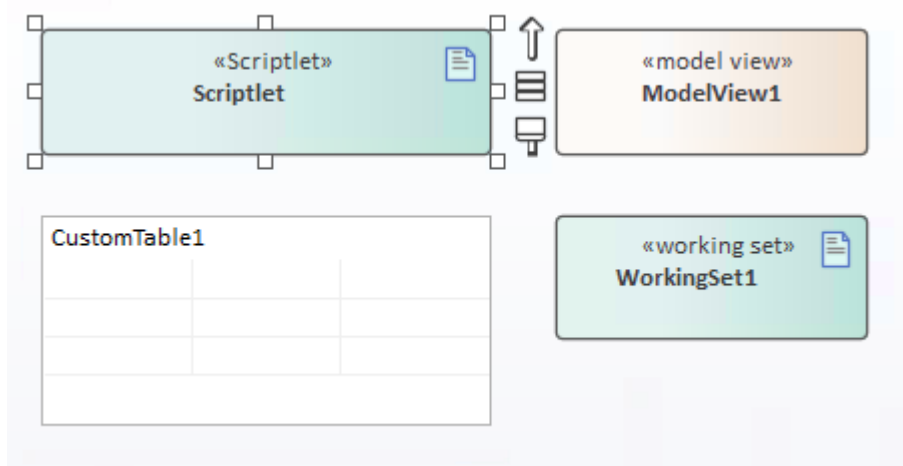 «Scriptlet»
Scriptlet
«model view»
ModelView1
CustomTable1
«working set»
WorkingSet1